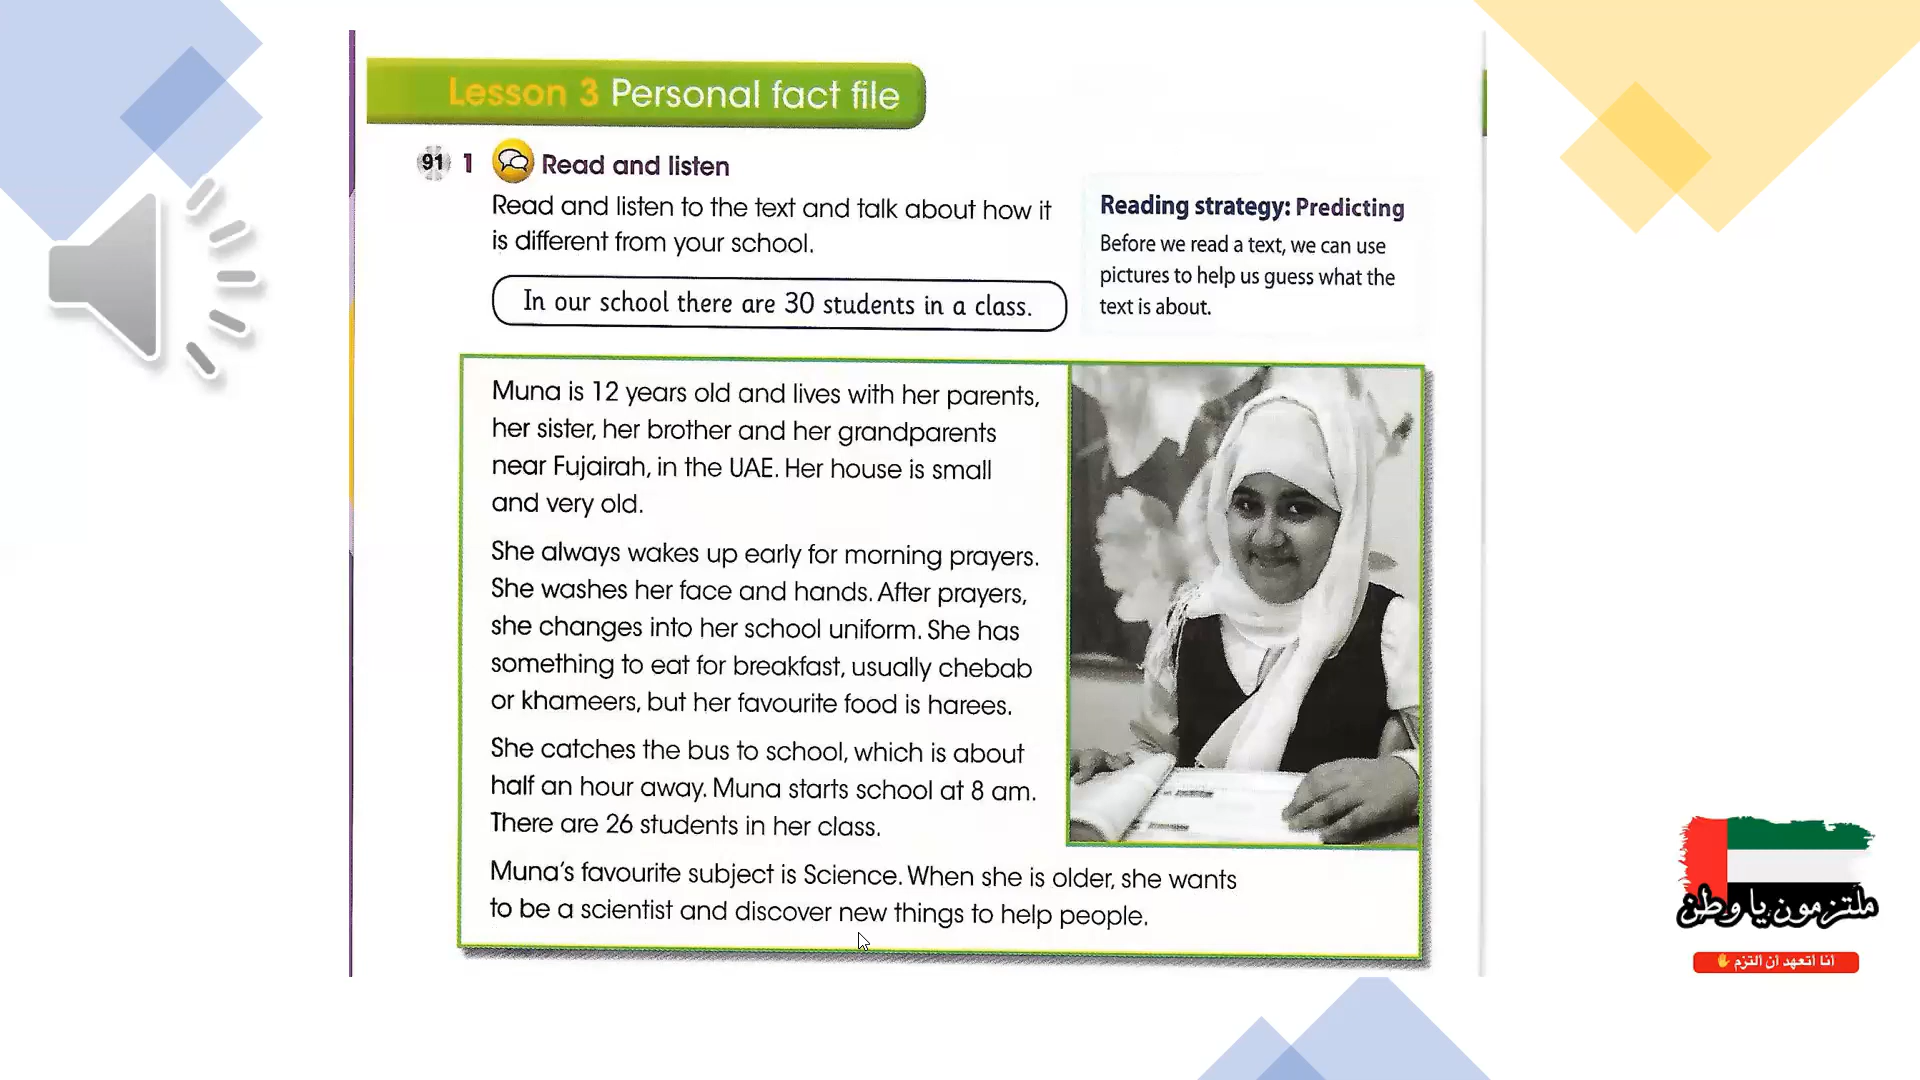 Lesson 3 Personal fact file
91 1 Read and listen
Read and listen to the text and talk about how it
is different from your school.
In our school there are 30 students in a class.
Reading strategy: Predicting
Before we read a text, we can use
pictures to help us guess what the
text is about.
Muna is 12 years old and lives with her parents,
her sister, her brother and her grandparents
near Fujairah, in the UAE. Her house is small
and very old.
She always wakes up early for morning prayers.
She washes her face and hands. After prayers,
she changes into her school uniform. She has
something to eat for breakfast, usually chebab
or khameers, but her favourite food is harees.
She catches the bus to school, which is about
half an hour away. Muna starts school at 8 am.
There are 26 students in her class.
Muna's favourite subject is Science. When she is older, she wants
to be a scientist and discover new things to help people.
ملتزمون يا وطن
أنا أتعهد أن ألتزم